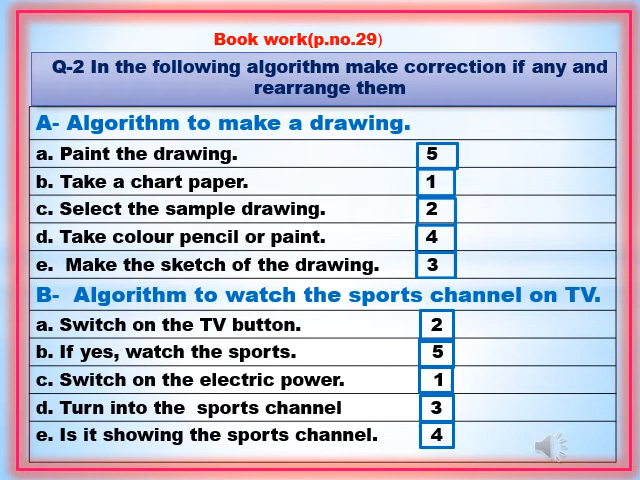 Book work(p.no.29)
Q-2 In the following algorithm make correction if any and
rearrange them
A- Algorithm to make a drawing.
a. Paint the drawing. 5
b. Take a chart paper. 1
c. Select the sample drawing. 2
d. Take colour pencil or paint. 4
e. Make the sketch of the drawing. 3
B- Algorithm to watch the sports channel on TV.
a. Switch on the TV button. 2
b. If yes, watch the sports. 5
c. Switch on the electric power. 1
d. Turn into the sports channel 3
e. Is it showing the sports channel. 4